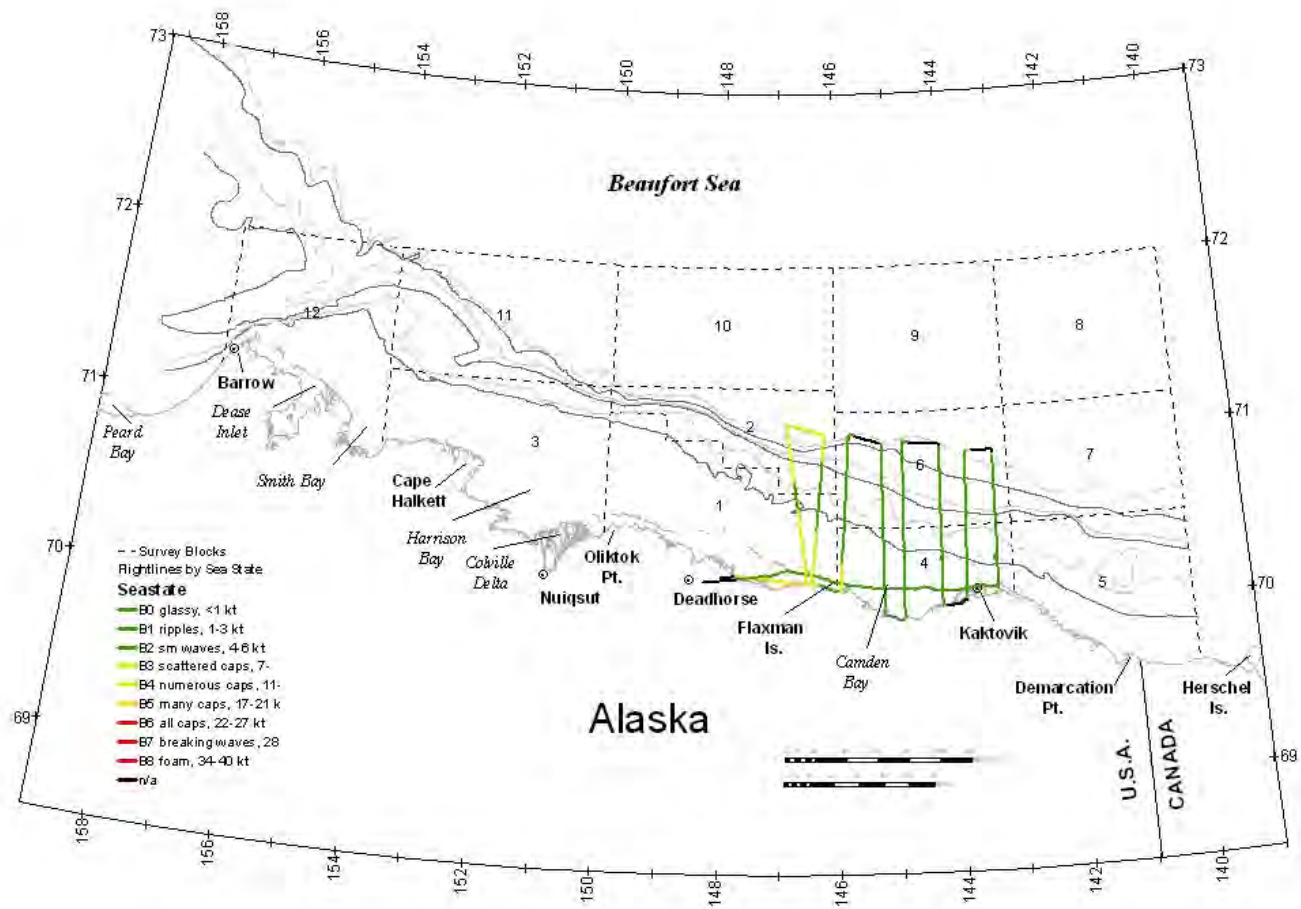 158 156 154 152 150 148 146 144 142 140
73 73
Beaufort Sea
72 72
12 11 10 9 8
71 71
Barrow
Dease
Inlet
Peard
Bay
Smith Bay
3 2 6 7
Cape
Halkett
Harrison
Bay
Colville
Delta
Oliktok
Pt.
1 4 5
70 70
Nuiqsut
Deadhorse
Flaxman
Is.
Camden
Bay
Kaktovik
Demarcation
Pt.
Herschel
Is.
Survey Blocks
Flightlines by Sea State
Seastate
B0 glassy, <1 kt
B1 ripples, 1-3 kt
B2 sm waves, 4-6 kt
B3 scattered caps, 7-
B4 numerous caps, 11-
B5 many caps, 17-21 k
B6 all caps, 22-27 kt
B7 breaking waves, 28
B8 foam, 34-40 kt
n/a
Alaska
U.S.A.
CANADA
69 69
158 156 154 152 150 148 146 144 142 140